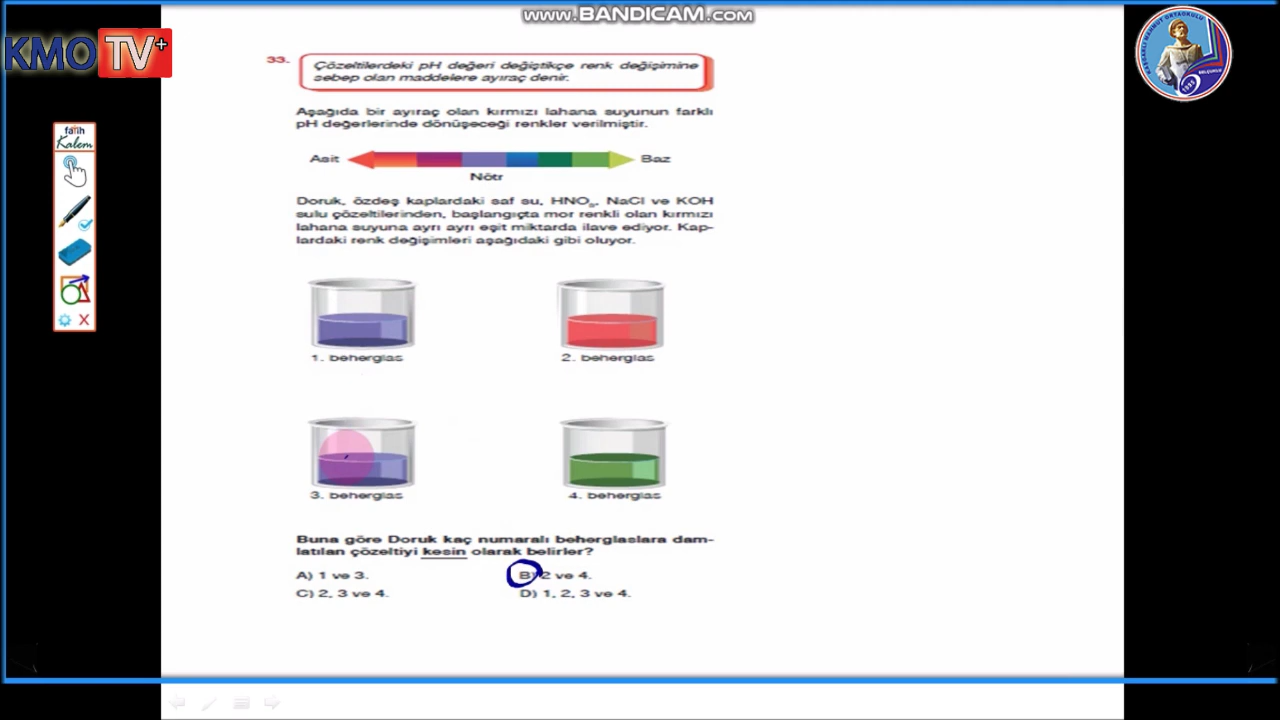 www.BANDICAM.com
KMO TV+
33.
Çözeltilerdeki pH değeri değiştikçe renk değişimine
sebep olan maddelere ayıraç denir.
Aşağıda bir ayıraç olan kırmızı lahana suyunun farklı
pH değerlerinde dönüşeceği renkler verilmiştir.
Asit
Baz
Nötr
fatih
Kalem
Doruk, özdeş kaplardaki saf su, HNO₃, NaCl ve KOH
sulu çözeltilerinden, başlangıçta mor renkli olan kırmızı
lahana suyuna ayrı ayrı eşit miktarda ilave ediyor. Kap-
lardaki renk değişimleri aşağıdaki gibi oluyor.
1. beherglas
2. beherglas
3. beherglas
4. beherglas
Buna göre Doruk kaç numaralı beherglaslara dam-
latılan çözeltiyi kesin olarak belirler?
A) 1 ve 3.
B) 2 ve 4.
C) 2, 3 ve 4.
D) 1, 2, 3 ve 4.